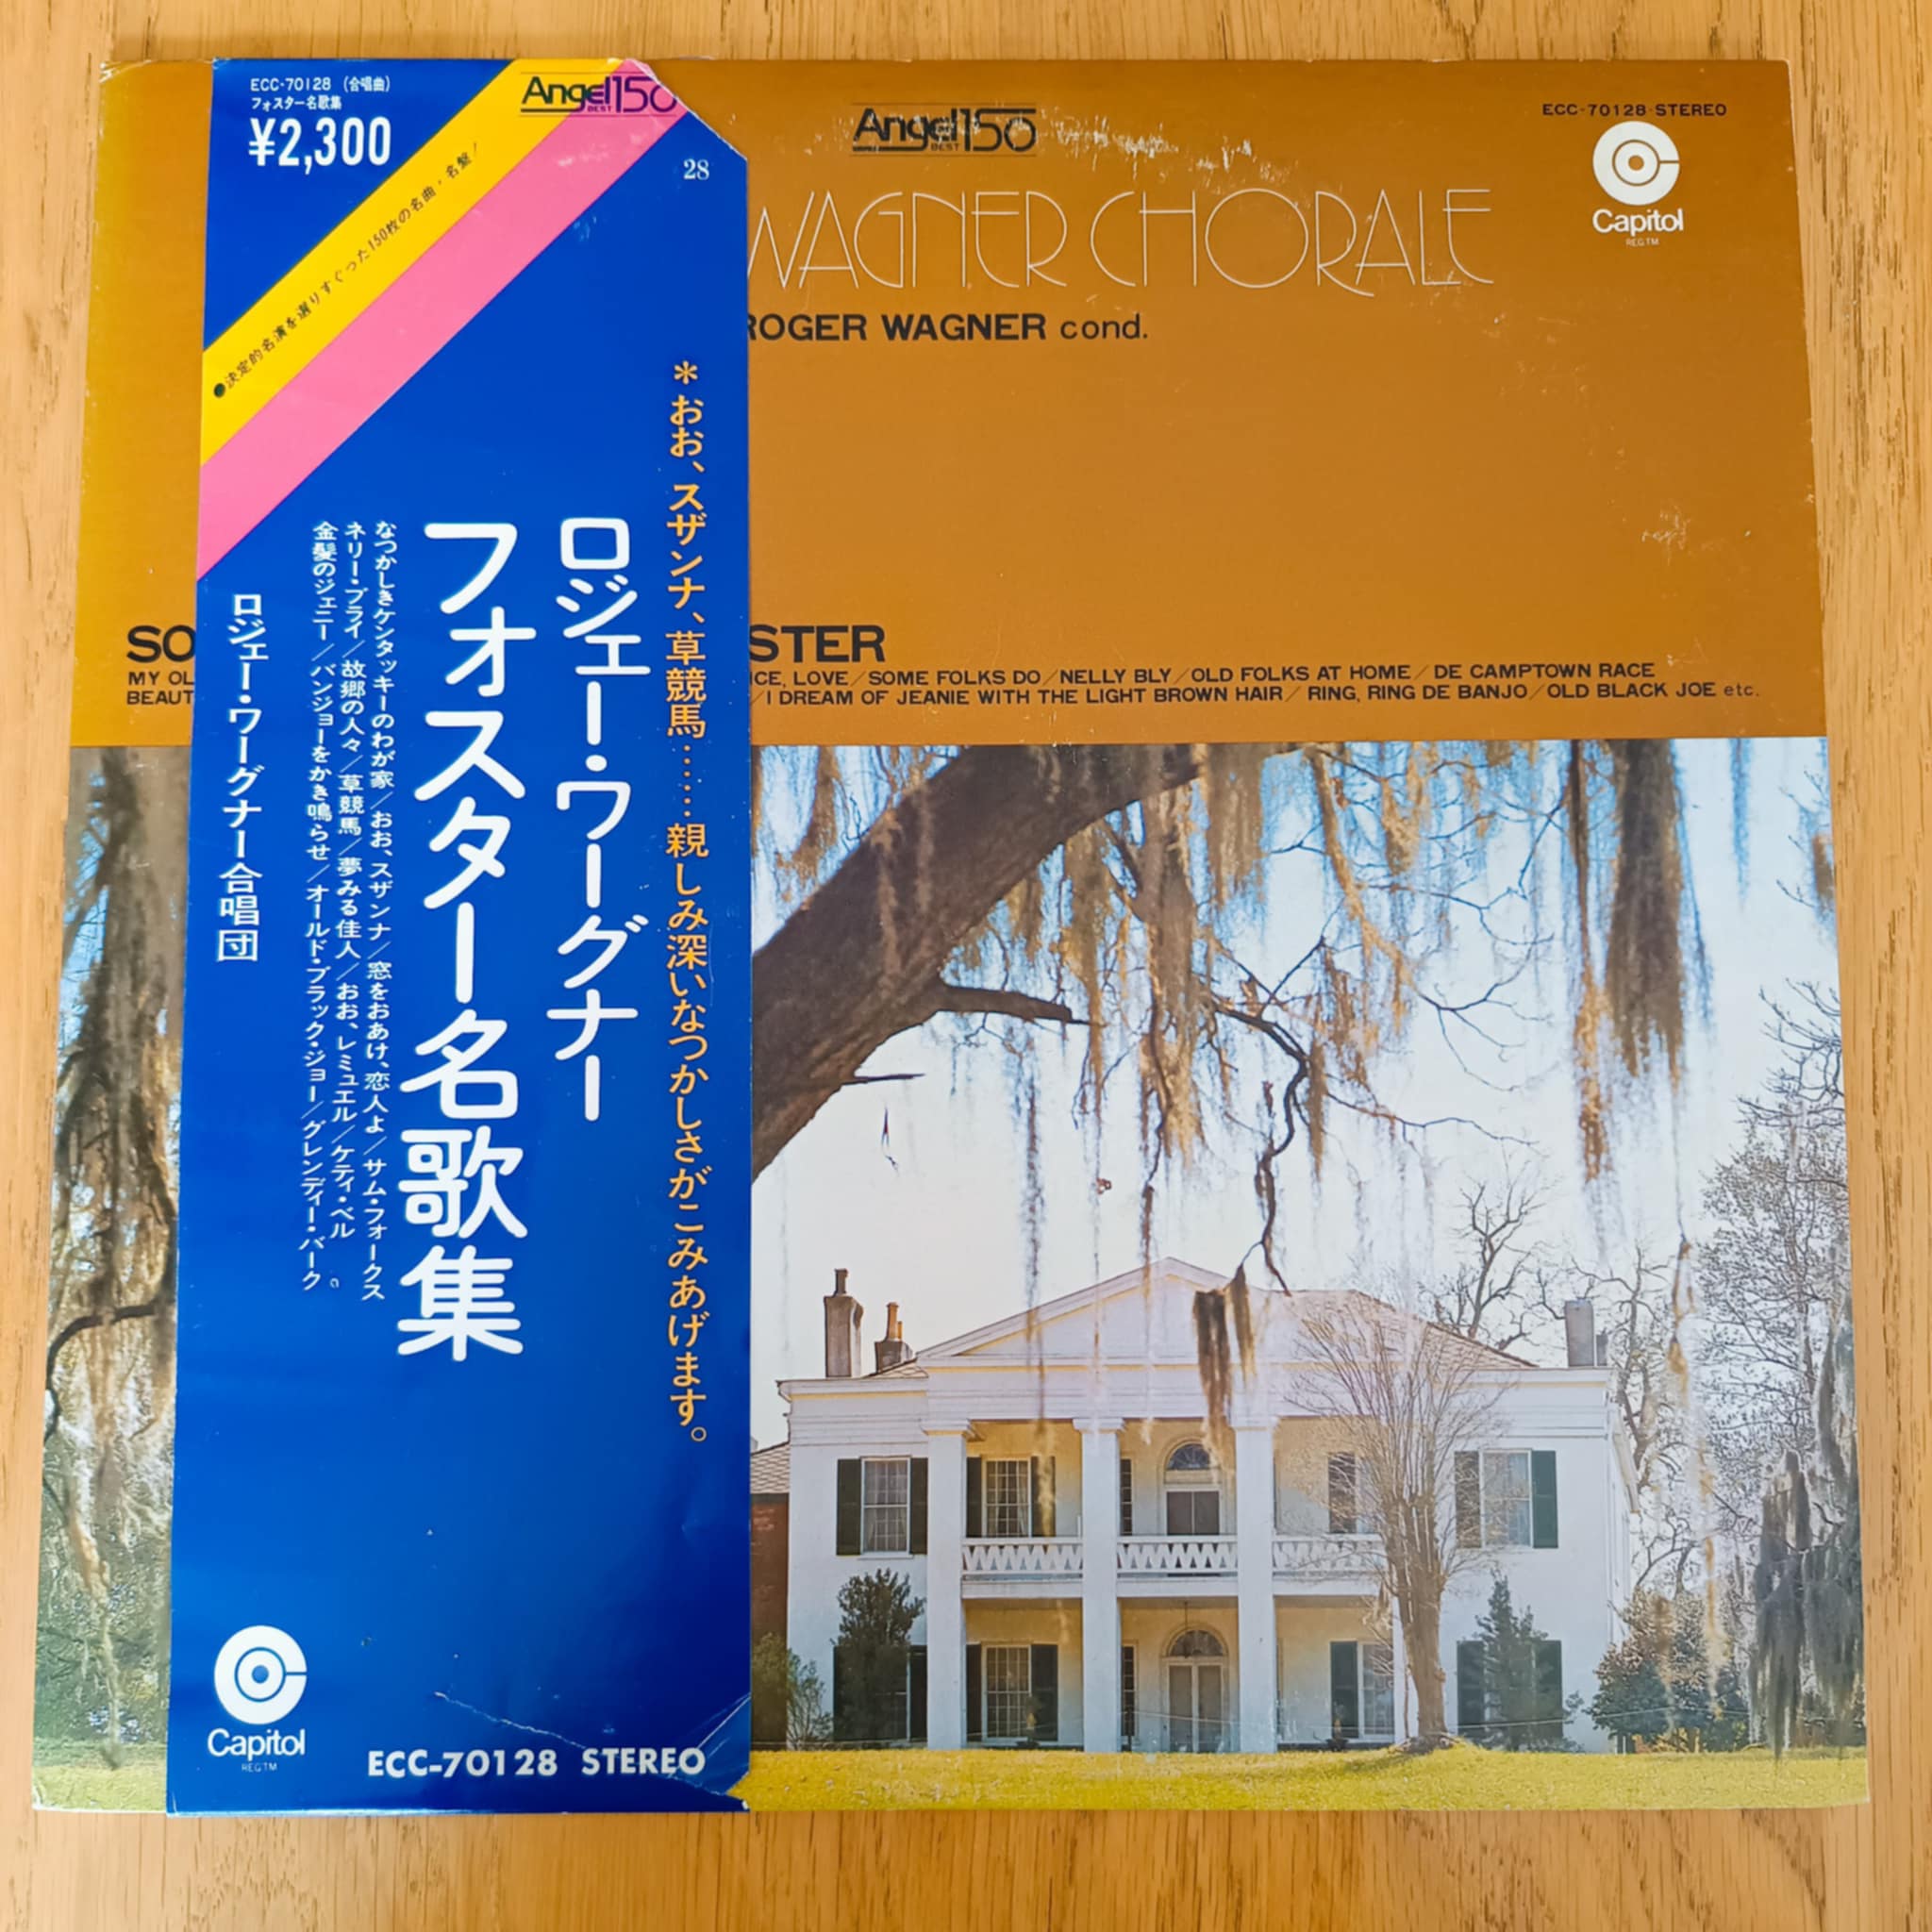 ECC-70128 (合唱曲)
フォスター名歌集
¥2,300
Angel 150
BEST
28
●決定的名演を選りすぐった150枚の名曲・名盤!
*おお、スザンナ、草競馬……親しみ深いなつかしさがこみあげます。
ロジェー・ワーグナー
フォスター名歌集
なつかしきケンタッキーのわが家/おお、スザンナ/窓をおあけ、恋人よ/サム・フォークス
ネリー・ブライ/故郷の人々/草競馬/夢みる佳人/おお、レミュエル/ケティ・ベル
金髪のジェニー/バンジョーをかき鳴らせ/オールド・ブラック・ジョー/グレンディー・バーク
ロジェー・ワーグナー合唱団
Capitol
REG.TM
ECC-70128 STEREO
Angel 150
BEST
ECC-70128-STEREO
Capitol
REG.TM
WAGNER CHORALE
ROGER WAGNER cond.
SO STER
MY OL ICE, LOVE/SOME FOLKS DO/NELLY BLY/OLD FOLKS AT HOME/DE CAMPTOWN RACE
BEAUT /I DREAM OF JEANIE WITH THE LIGHT BROWN HAIR/RING, RING DE BANJO/OLD BLACK JOE etc.